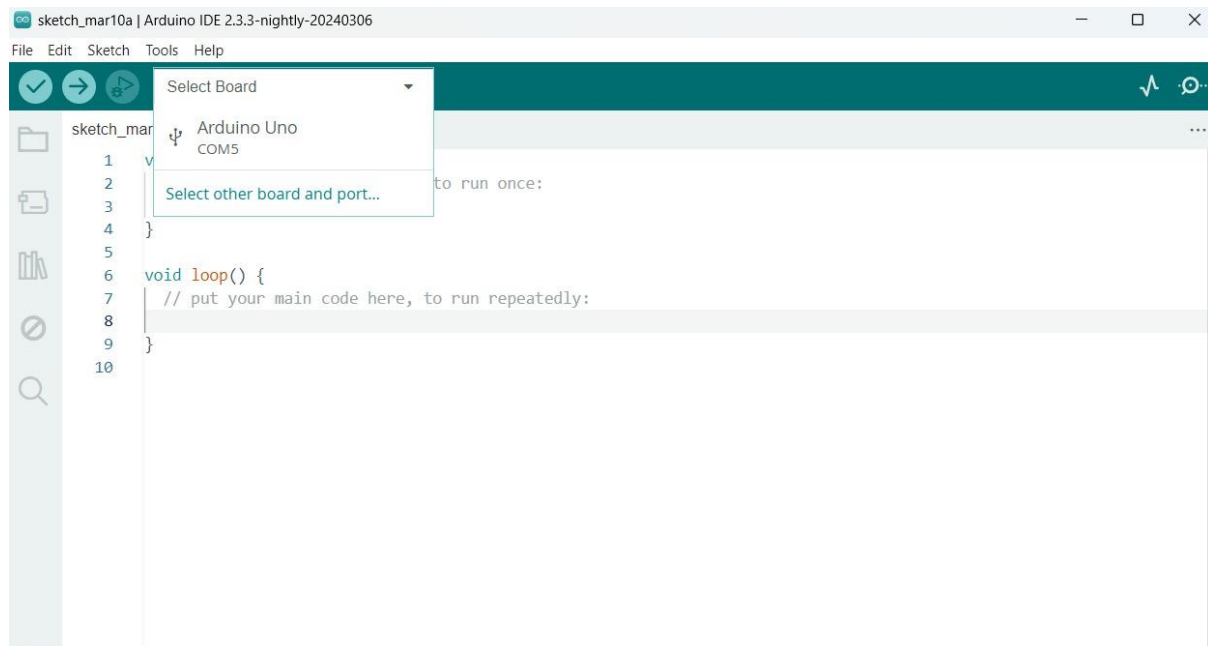 sketch_mar10a | Arduino IDE 2.3.3-nightly-20240306
File Edit Sketch Tools Help
Select Board
sketch_mar
Arduino Uno
COM5
Select other board and port...
1 v
2 to run once:
3
4 }
5
6 void loop() {
7 // put your main code here, to run repeatedly:
8
9 }
10